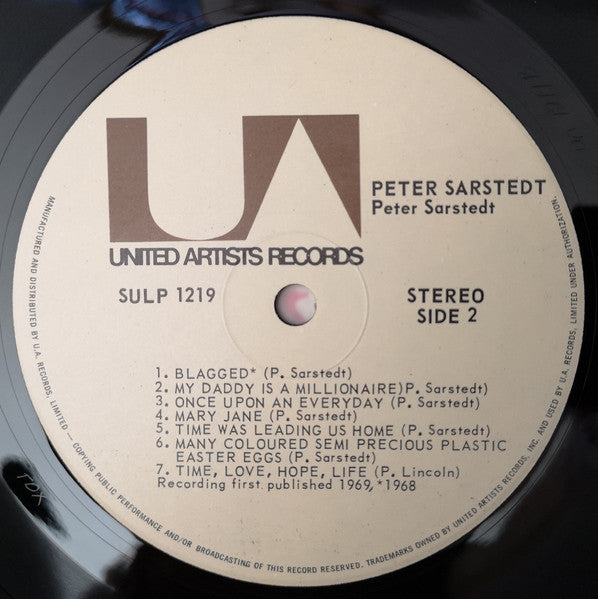 UA
UNITED ARTISTS RECORDS
PETER SARSTEDT
Peter Sarstedt
SULP 1219
STEREO
SIDE 2
1. BLAGGED* (P. Sarstedt)
2. MY DADDY IS A MILLIONAIRE)P. Sarstedt)
3. ONCE UPON AN EVERYDAY (P. Sarstedt)
4. MARY JANE (P. Sarstedt)
5. TIME WAS LEADING US HOME (P. Sarstedt)
6. MANY COLOURED SEMI PRECIOUS PLASTIC
EASTER EGGS (P. Sarstedt)
7. TIME, LOVE, HOPE, LIFE (P. Lincoln)
Recording first published 1969, *1968
MANUFACTURED AND DISTRIBUTED BY U.A. RECORDS, LIMITED — COPYING PUBLIC PERFORMANCE AND/OR BROADCASTING OF THIS RECORD RESERVED. TRADEMARKS OWNED BY UNITED ARTISTS RECORDS, INC. AND USED BY U.A. RECORDS, LIMITED UNDER AUTHORIZATION.